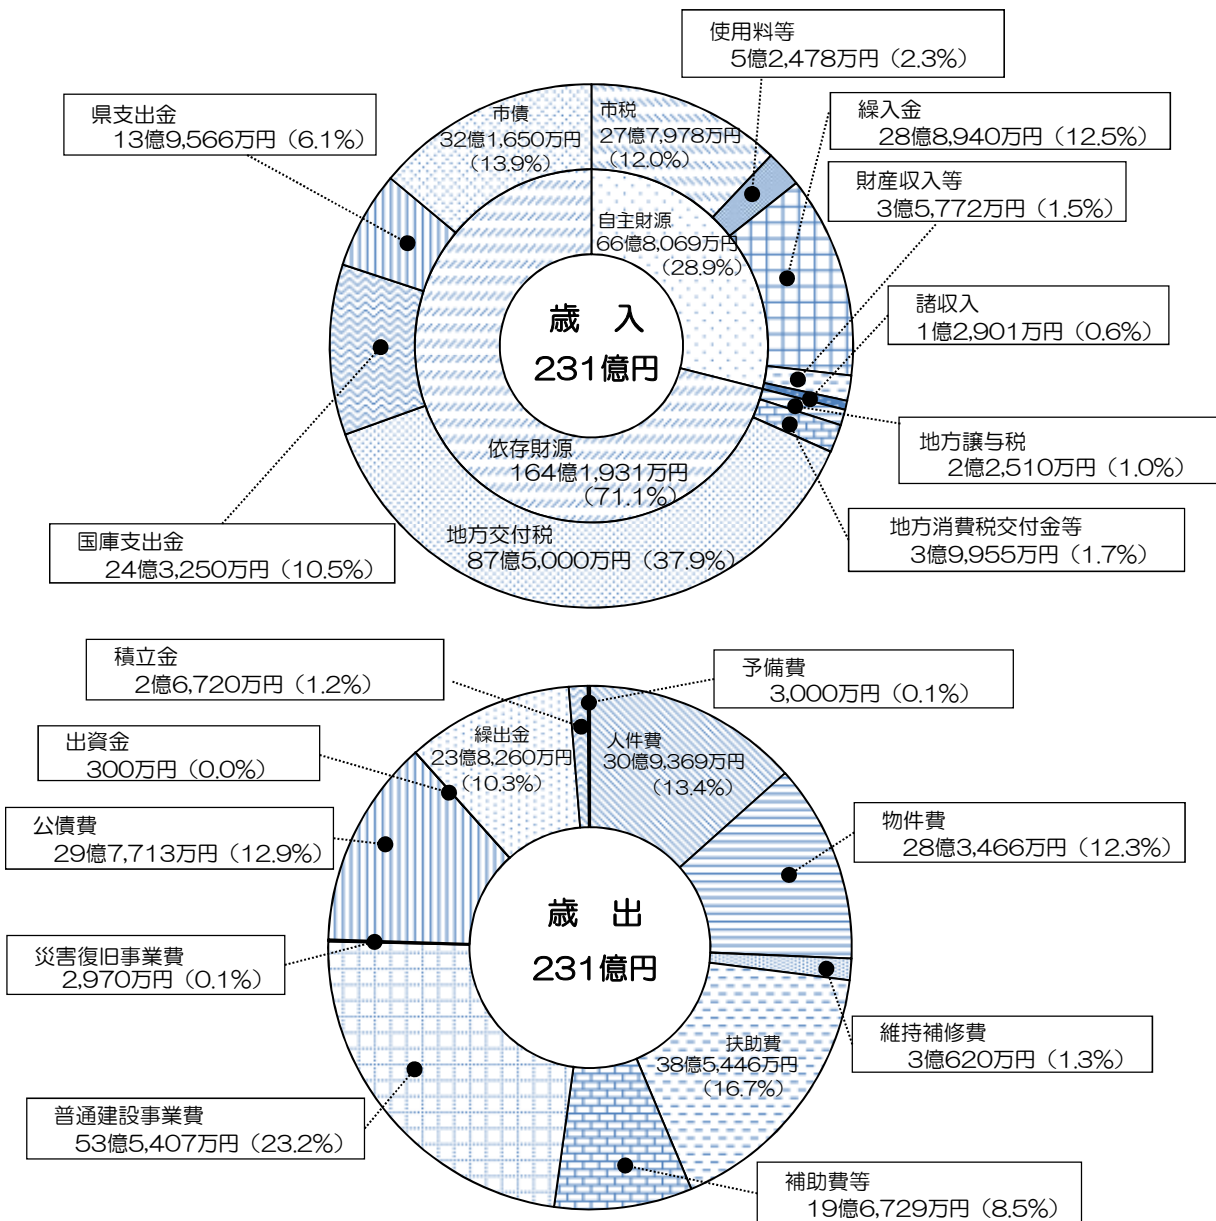 使用料等
5億2,478万円（2.3%）
県支出金
13億9,566万円（6.1%）
市債
32億1,650万円
（13.9%）
市税
27億7,978万円
（12.0%）
繰入金
28億8,940万円（12.5%）
財産収入等
3億5,772万円（1.5%）
自主財源
66億8,069万円
（28.9%）
諸収入
1億2,901万円（0.6%）
歳 入
231億円
地方譲与税
2億2,510万円（1.0%）
依存財源
164億1,931万円
（71.1%）
地方消費税交付金等
3億9,955万円（1.7%）
国庫支出金
24億3,250万円（10.5%）
地方交付税
87億5,000万円（37.9%）
積立金
2億6,720万円（1.2%）
予備費
3,000万円（0.1%）
出資金
300万円（0.0%）
繰出金
23億8,260万円
（10.3%）
人件費
30億9,369万円
（13.4%）
公債費
29億7,713万円（12.9%）
物件費
28億3,466万円（12.3%）
歳 出
231億円
災害復旧事業費
2,970万円（0.1%）
維持補修費
3億620万円（1.3%）
扶助費
38億5,446万円
（16.7%）
普通建設事業費
53億5,407万円（23.2%）
補助費等
19億6,729万円（8.5%）